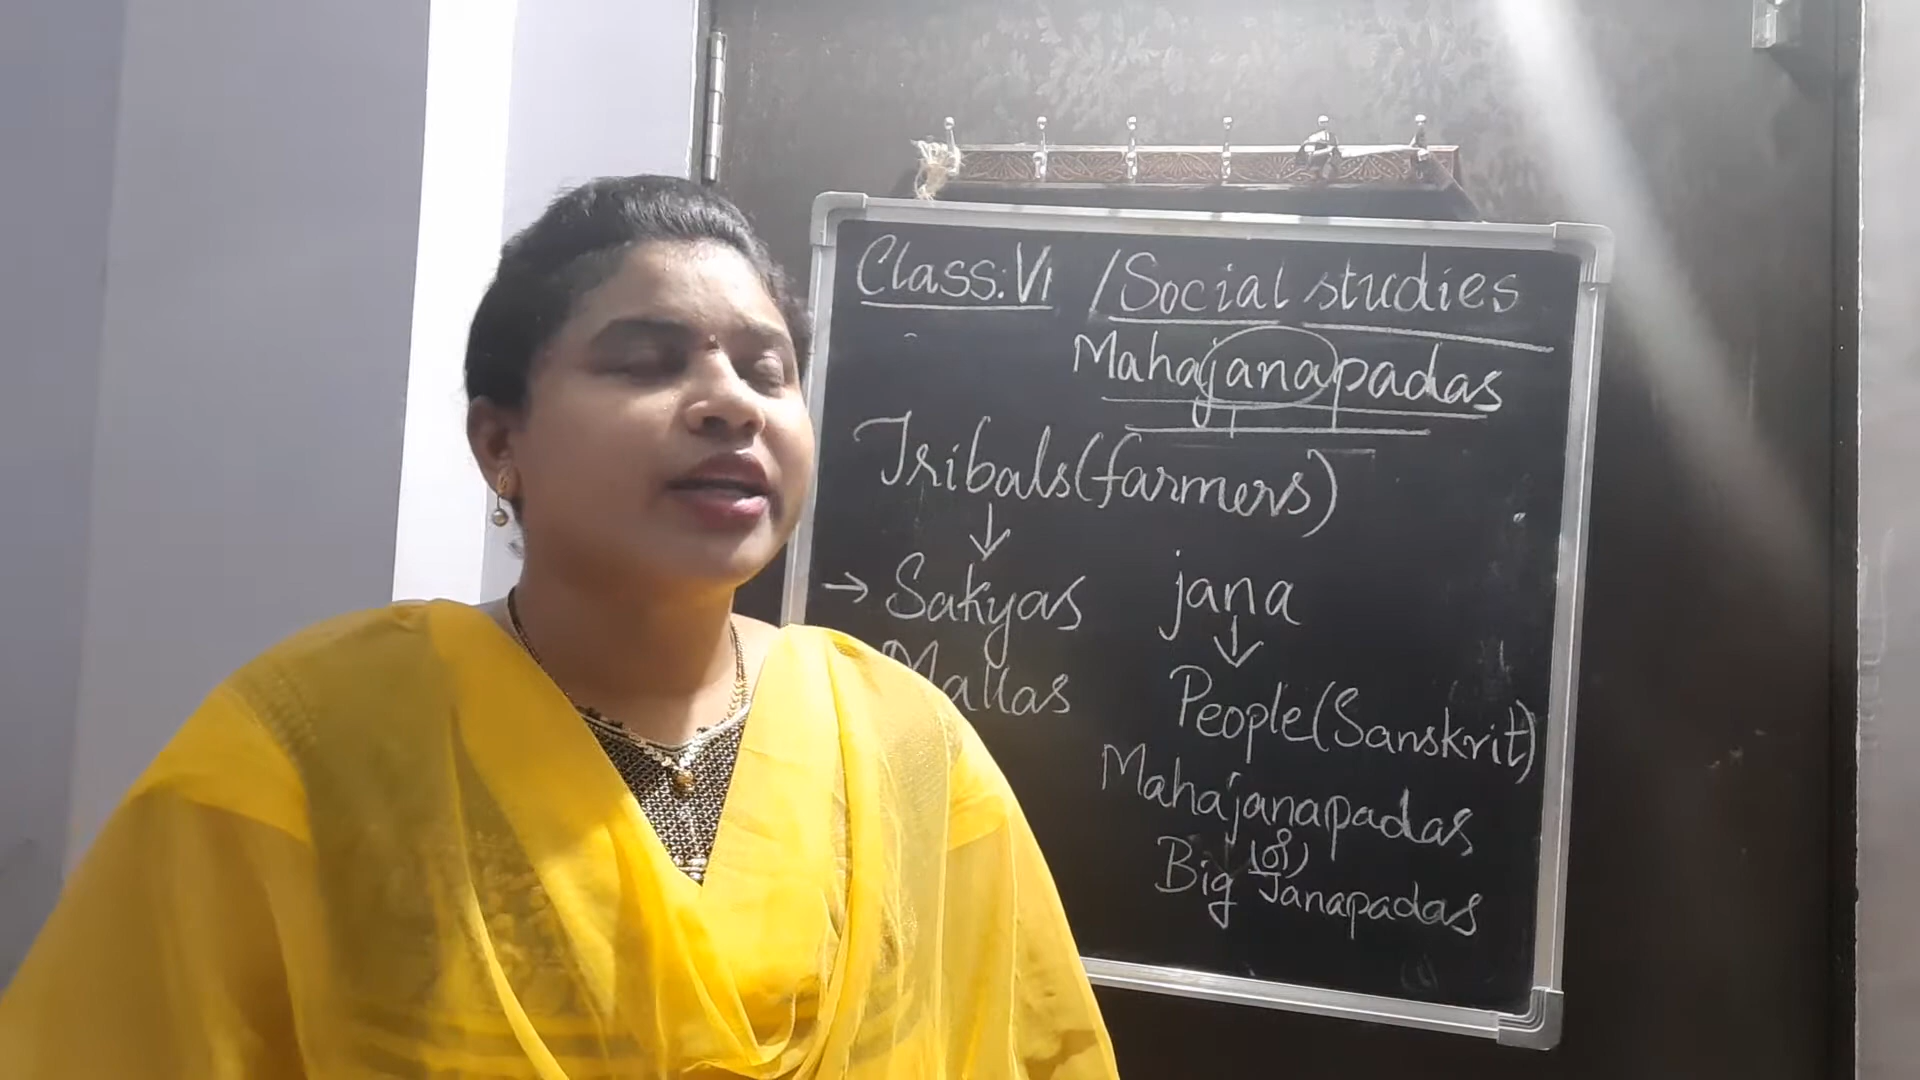 Class: VI /Social studies
Mahajanapadas
Tribals(farmers)
↓
→ Sakyas jana
↓
Mallas People(Sanskrit)
Mahajanapadas
(or)
Big Janapadas